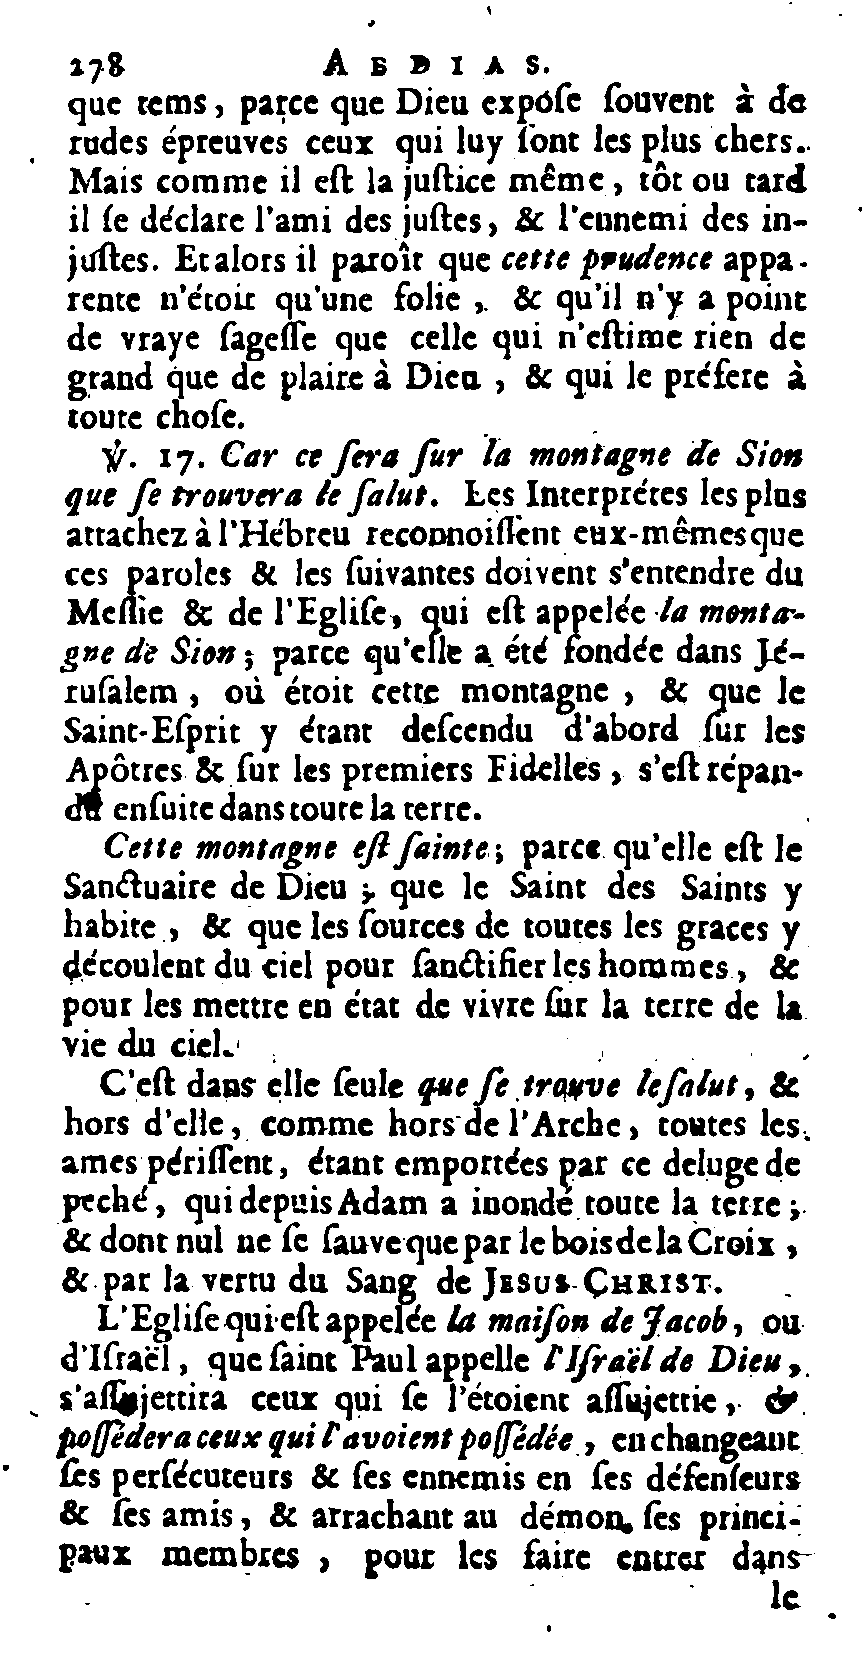 278 ABDIAS.
que tems, parce que Dieu expose souvent à de
rudes épreuves ceux qui luy sont les plus chers.
Mais comme il est la justice même, tôt ou tard
il se déclare l'ami des justes, & l'ennemi des in-
justes. Et alors il paroît que cette prudence appa-
rente n'étoit qu'une folie, & qu'il n'y a point
de vraye sagesse que celle qui n'estime rien de
grand que de plaire à Dieu, & qui le préfere à
toute chose.
℣. 17. Car ce sera sur la montagne de Sion
que se trouvera le salut. Les Interprétes les plus
attachez à l'Hébreu reconnoissent eux-mêmes que
ces paroles & les suivantes doivent s'entendre du
Messie & de l'Eglise, qui est appelée la monta-
gne de Sion; parce qu'elle a été fondée dans Jé-
rusalem, où étoit cette montagne, & que le
Saint-Esprit y étant descendu d'abord sur les
Apôtres & sur les premiers Fidelles, s'est répan-
du ensuite dans toute la terre.
Cette montagne est sainte; parce qu'elle est le
Sanctuaire de Dieu; que le Saint des Saints y
habite, & que les sources de toutes les graces y
découlent du ciel pour sanctifier les hommes, &
pour les mettre en état de vivre sur la terre de la
vie du ciel.
C'est dans elle seule que se trouve le salut, &
hors d'elle, comme hors de l'Arche, toutes les
ames périssent, étant emportées par ce deluge de
peché, qui depuis Adam a inondé toute la terre;
& dont nul ne se sauve que par le bois de la Croix,
& par la vertu du Sang de JESUS-CHRIST.
L'Eglise qui est appelée la maison de Jacob, ou
d'Israël, que saint Paul appelle l'Israël de Dieu,
s'assujettira ceux qui se l'étoient assujettie, &
possédera ceux qui l'avoient possédée, en changeant
ses persécuteurs & ses ennemis en ses défenseurs
& ses amis, & arrachant au démon ses princi-
paux membres, pour les faire entrer dans
le